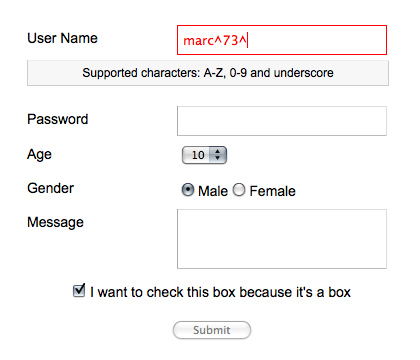 User Name marc^73^
Supported characters: A-Z, 0-9 and underscore
Password
Age 10
Gender Male Female
Message
I want to check this box because it's a box
Submit